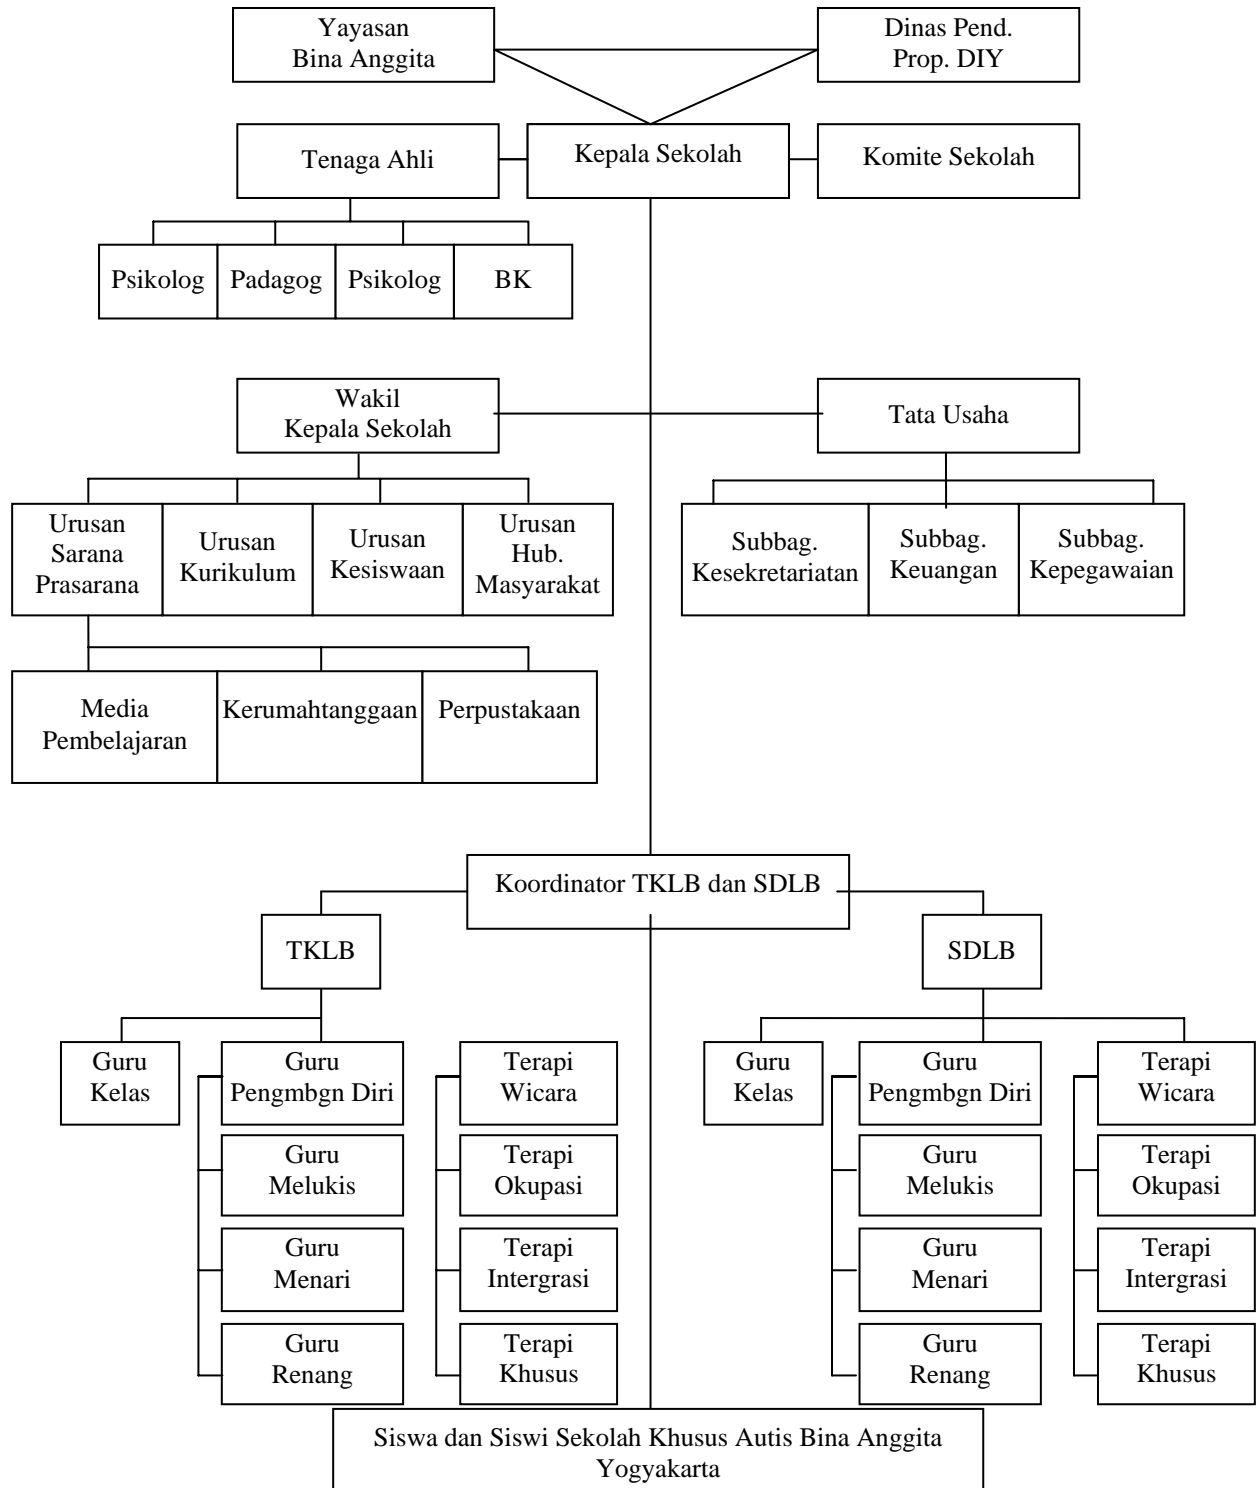 Yayasan
Bina Anggita
Dinas Pend.
Prop. DIY
Tenaga Ahli
Kepala Sekolah
Komite Sekolah
Psikolog
Padagog
Psikolog
BK
Wakil
Kepala Sekolah
Tata Usaha
Urusan
Sarana
Prasarana
Urusan
Kurikulum
Urusan
Kesiswaan
Urusan
Hub.
Masyarakat
Subbag.
Kesekretariatan
Subbag.
Keuangan
Subbag.
Kepegawaian
Media
Pembelajaran
Kerumahtanggaan
Perpustakaan
Koordinator TKLB dan SDLB
TKLB
SDLB
Guru
Kelas
Guru
Pengmbgn Diri
Terapi
Wicara
Guru
Kelas
Guru
Pengmbgn Diri
Terapi
Wicara
Guru
Melukis
Terapi
Okupasi
Guru
Melukis
Terapi
Okupasi
Guru
Menari
Terapi
Intergrasi
Guru
Menari
Terapi
Intergrasi
Guru
Renang
Terapi
Khusus
Guru
Renang
Terapi
Khusus
Siswa dan Siswi Sekolah Khusus Autis Bina Anggita
Yogyakarta